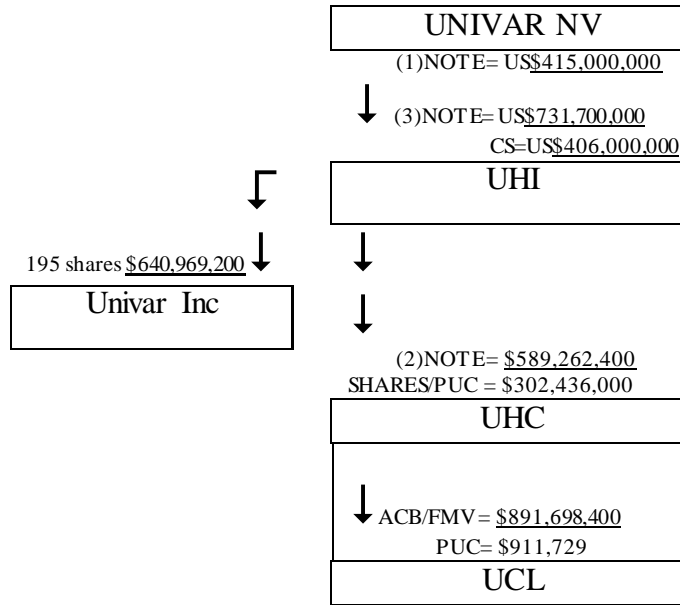 UNIVAR NV
(1)NOTE= US$415,000,000
(3)NOTE= US$731,700,000
CS=US$406,000,000
UHI
195 shares $640,969,200
Univar Inc
(2)NOTE= $589,262,400
SHARES/PUC = $302,436,000
UHC
ACB/FMV= $891,698,400
PUC= $911,729
UCL